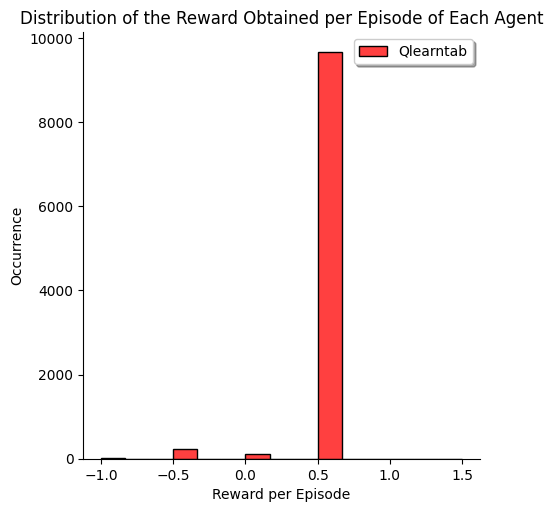 Distribution of the Reward Obtained per Episode of Each Agent
Qlearntab
10000
8000
6000
4000
2000
0
Occurrence
−1.0 −0.5 0.0 0.5 1.0 1.5
Reward per Episode